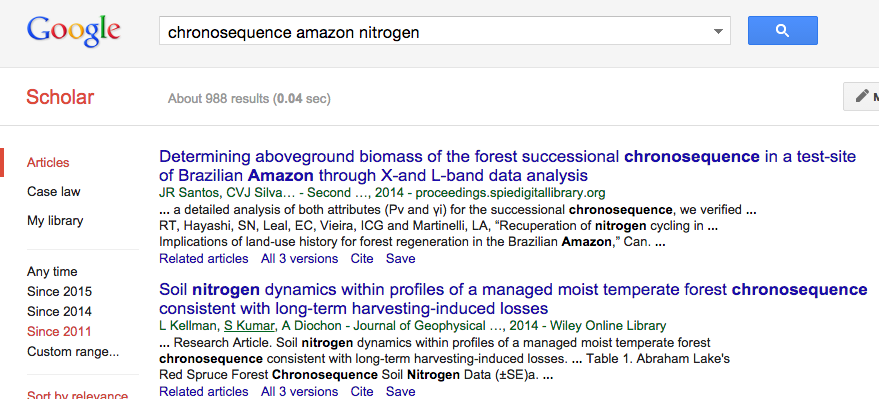 Google
chronosequence amazon nitrogen
Scholar
About 988 results (0.04 sec)
M
Articles
Case law
My library
Any time
Since 2015
Since 2014
Since 2011
Custom range...
Sort by relevance
Determining aboveground biomass of the forest successional chronosequence in a test-site
of Brazilian Amazon through X-and L-band data analysis
JR Santos, CVJ Silva… - Second …, 2014 - proceedings.spiedigitallibrary.org
... a detailed analysis of both attributes (Pv and γi) for the successional chronosequence, we verified ...
RT, Hayashi, SN, Leal, EC, Vieira, ICG and Martinelli, LA, “Recuperation of nitrogen cycling in ...
Implications of land-use history for forest regeneration in the Brazilian Amazon,” Can. ...
Related articles All 3 versions Cite Save
Soil nitrogen dynamics within profiles of a managed moist temperate forest chronosequence
consistent with long-term harvesting-induced losses
L Kellman, S Kumar, A Diochon - Journal of Geophysical …, 2014 - Wiley Online Library
... Research Article. Soil nitrogen dynamics within profiles of a managed moist temperate forest
chronosequence consistent with long-term harvesting-induced losses. ... Table 1. Abraham Lake's
Red Spruce Forest Chronosequence Soil Nitrogen Data (±SE)a. ...
Related articles All 3 versions Cite Save